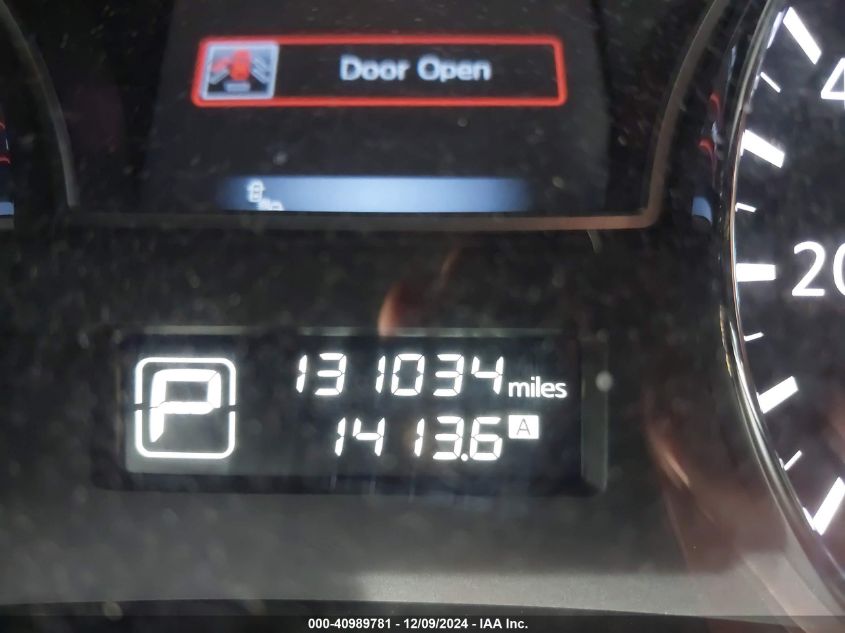 Door Open
4
20
P
131034 miles
1413.6 A
000-40989781 - 12/09/2024 - IAA Inc.